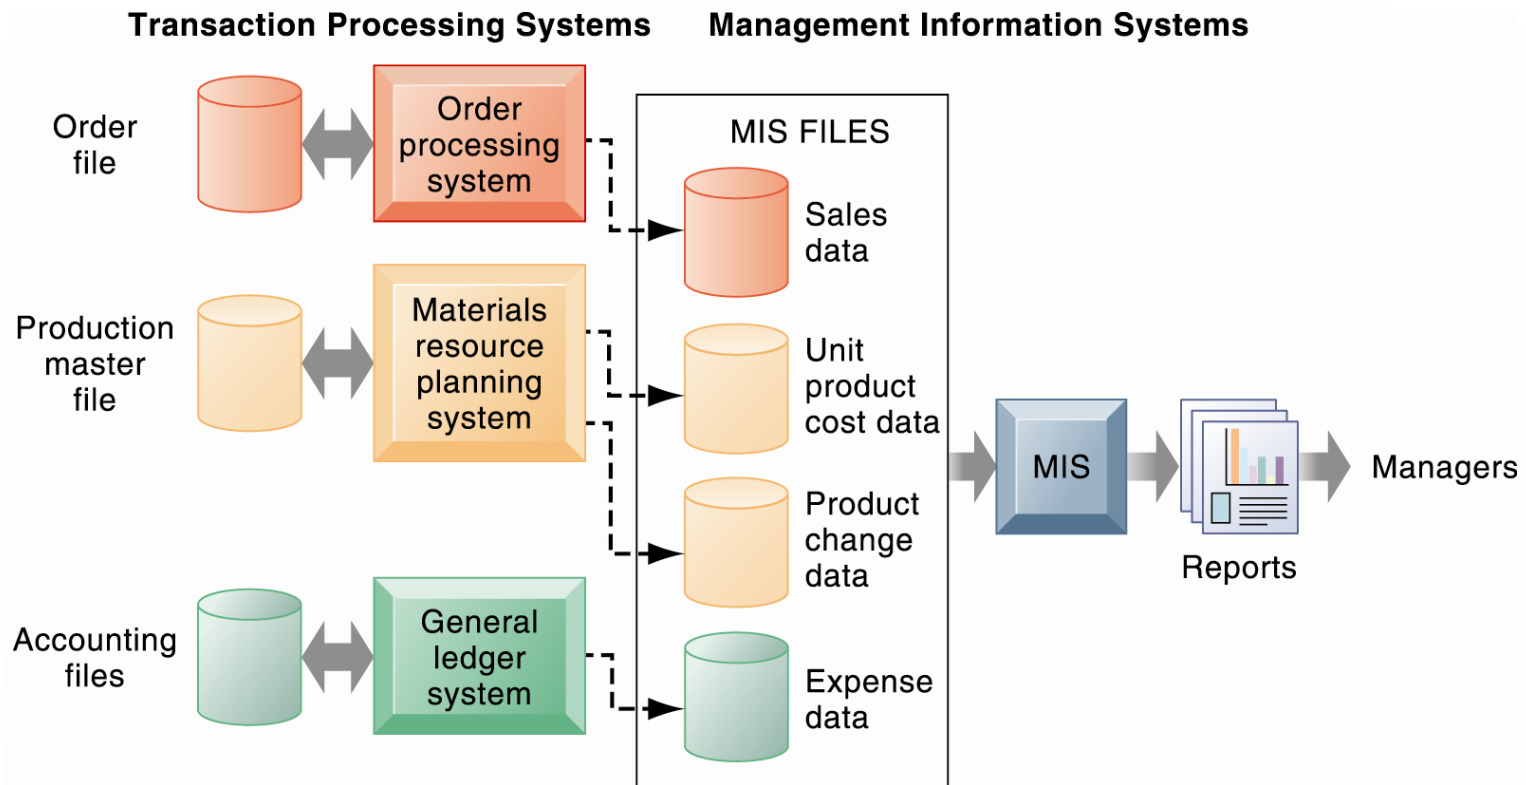 Transaction Processing Systems
Management Information Systems
Order
file
Order
processing
system
MIS FILES
Sales
data
Production
master
file
Materials
resource
planning
system
Unit
product
cost data
Product
change
data
Accounting
files
General
ledger
system
Expense
data
MIS
Reports
Managers